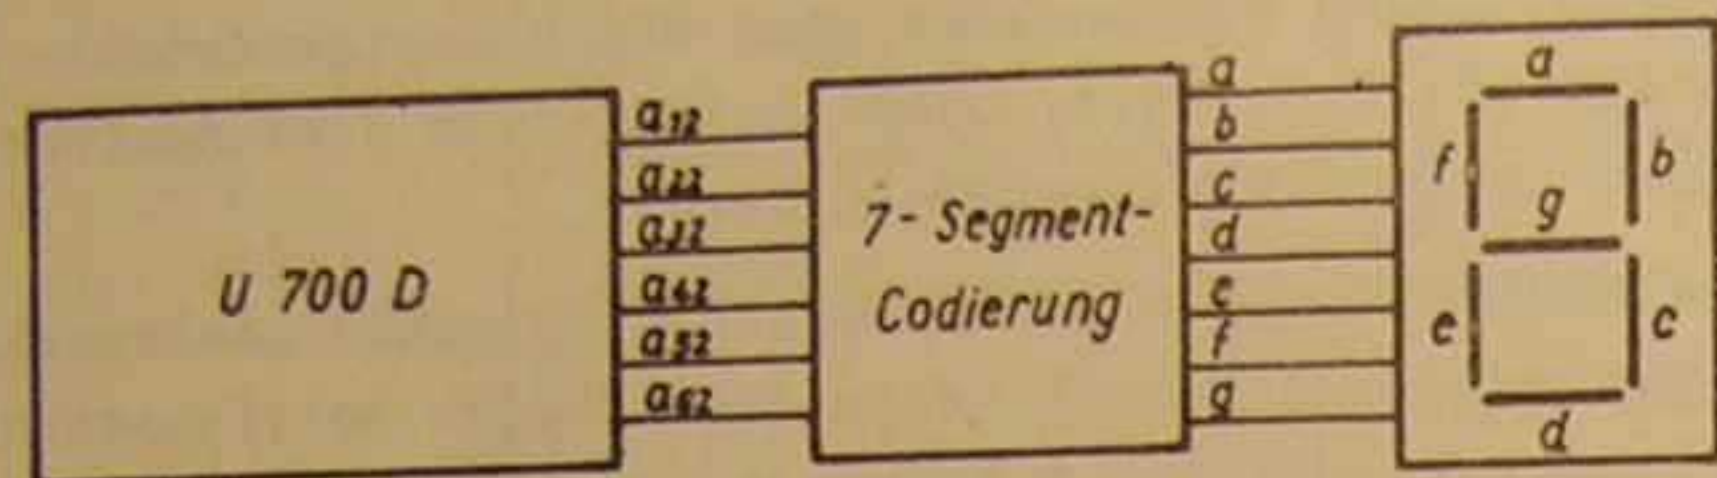 U 700 D
a12
a22
a32
a42
a52
a62
7-Segment-
Codierung
a
b
c
d
e
f
g
a
f
b
g
e
c
d